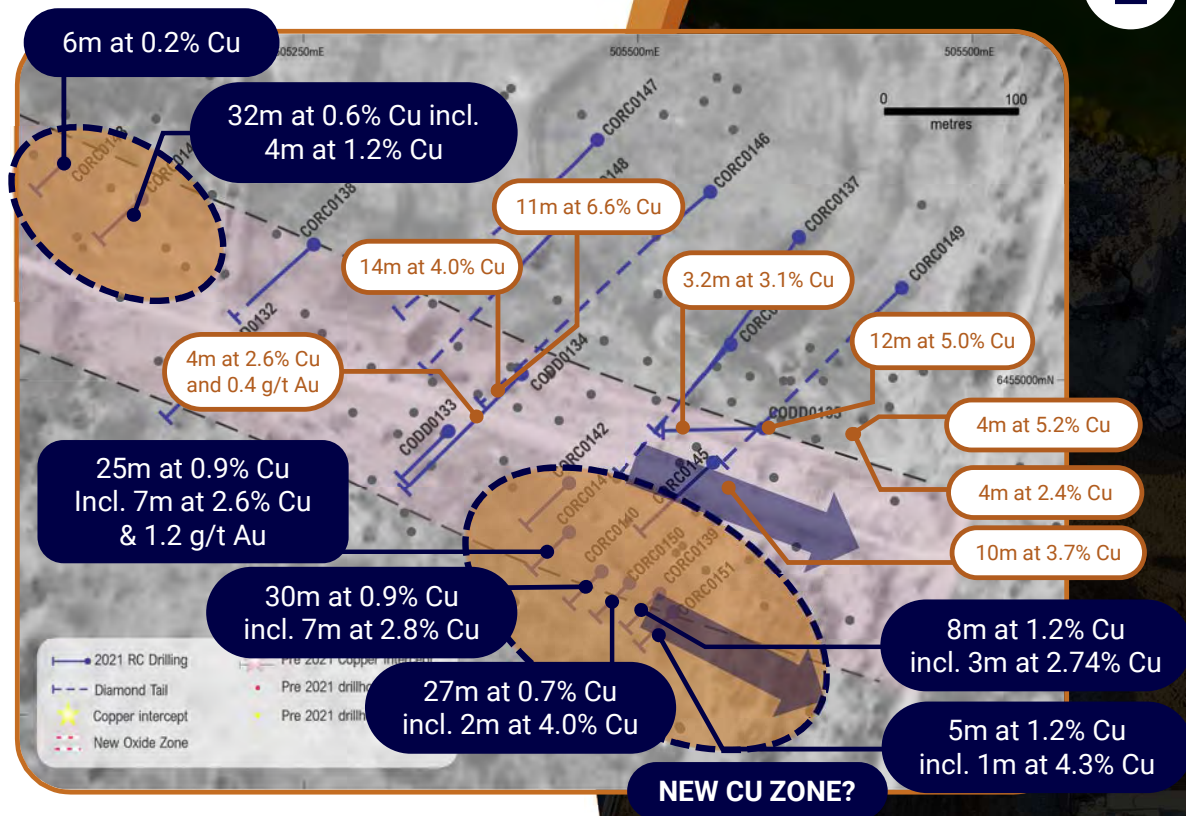 6m at 0.2% Cu
505500mE
505500mE
32m at 0.6% Cu incl.
4m at 1.2% Cu
0 100
metres
CORC0147
CORC0146
CORC0138
CORC0137
CORC0149
11m at 6.6% Cu
14m at 4.0% Cu
3.2m at 3.1% Cu
12m at 5.0% Cu
4m at 2.6% Cu
and 0.4 g/t Au
CODD0134
6455000mN
CODD0133
4m at 5.2% Cu
CORC0142
CORC0145
25m at 0.9% Cu
Incl. 7m at 2.6% Cu
& 1.2 g/t Au
4m at 2.4% Cu
10m at 3.7% Cu
CORC0140
CORC0150
CORC0139
CORC0151
30m at 0.9% Cu
incl. 7m at 2.8% Cu
8m at 1.2% Cu
incl. 3m at 2.74% Cu
27m at 0.7% Cu
incl. 2m at 4.0% Cu
5m at 1.2% Cu
incl. 1m at 4.3% Cu
2021 RC Drilling
Diamond Tail
Copper intercept
New Oxide Zone
Pre 2021 Copper
Pre 2021
Pre 2021
NEW CU ZONE?